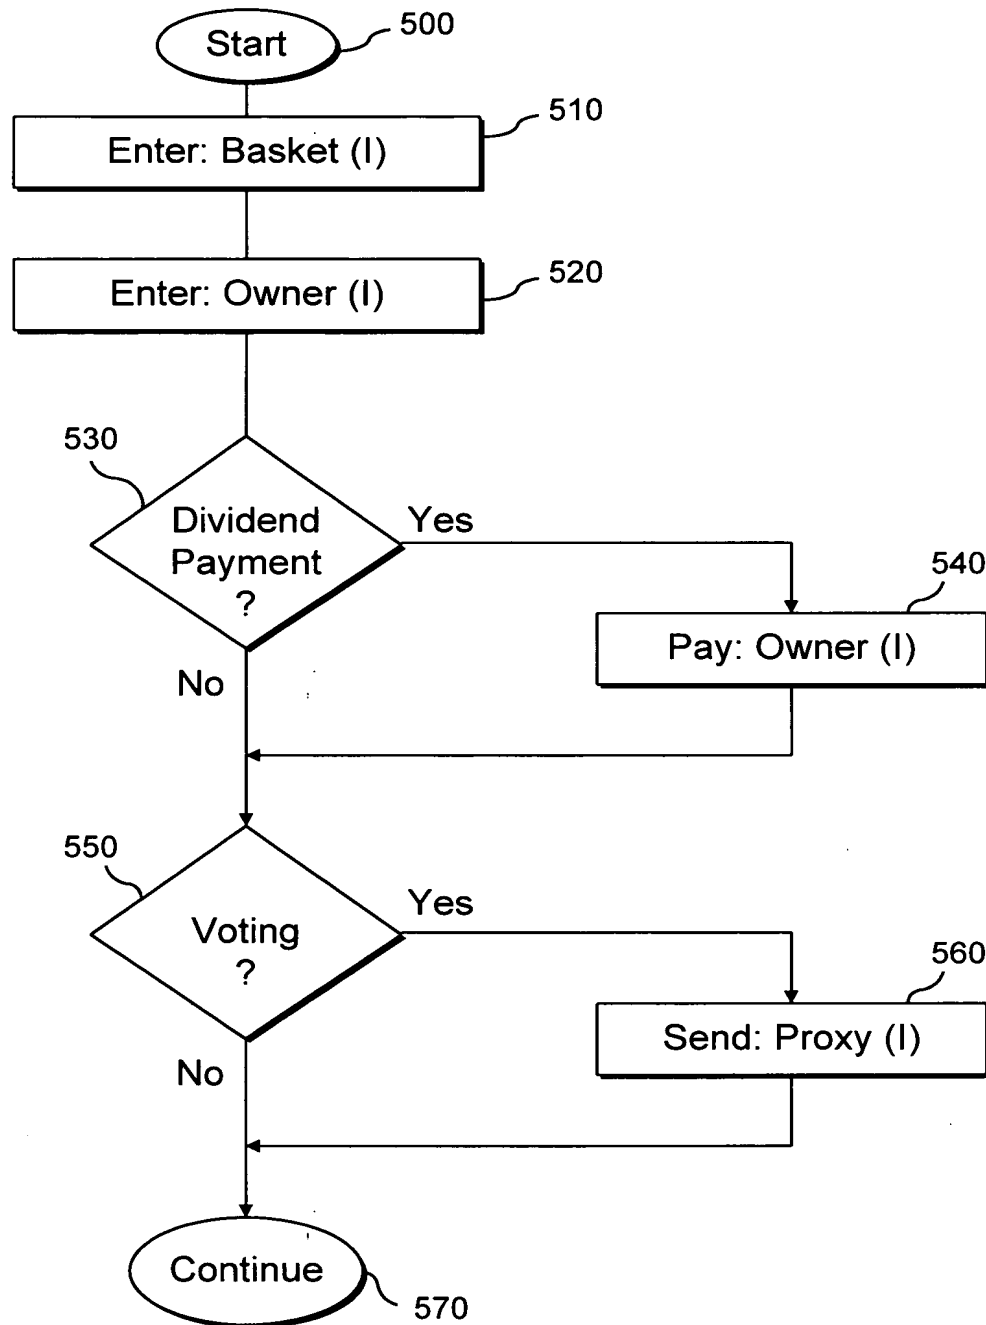 Start
500
510
Enter: Basket (I)
520
Enter: Owner (I)
530
Dividend
Payment
?
Yes
540
Pay: Owner (I)
No
550
Voting
?
Yes
560
Send: Proxy (I)
No
Continue
570